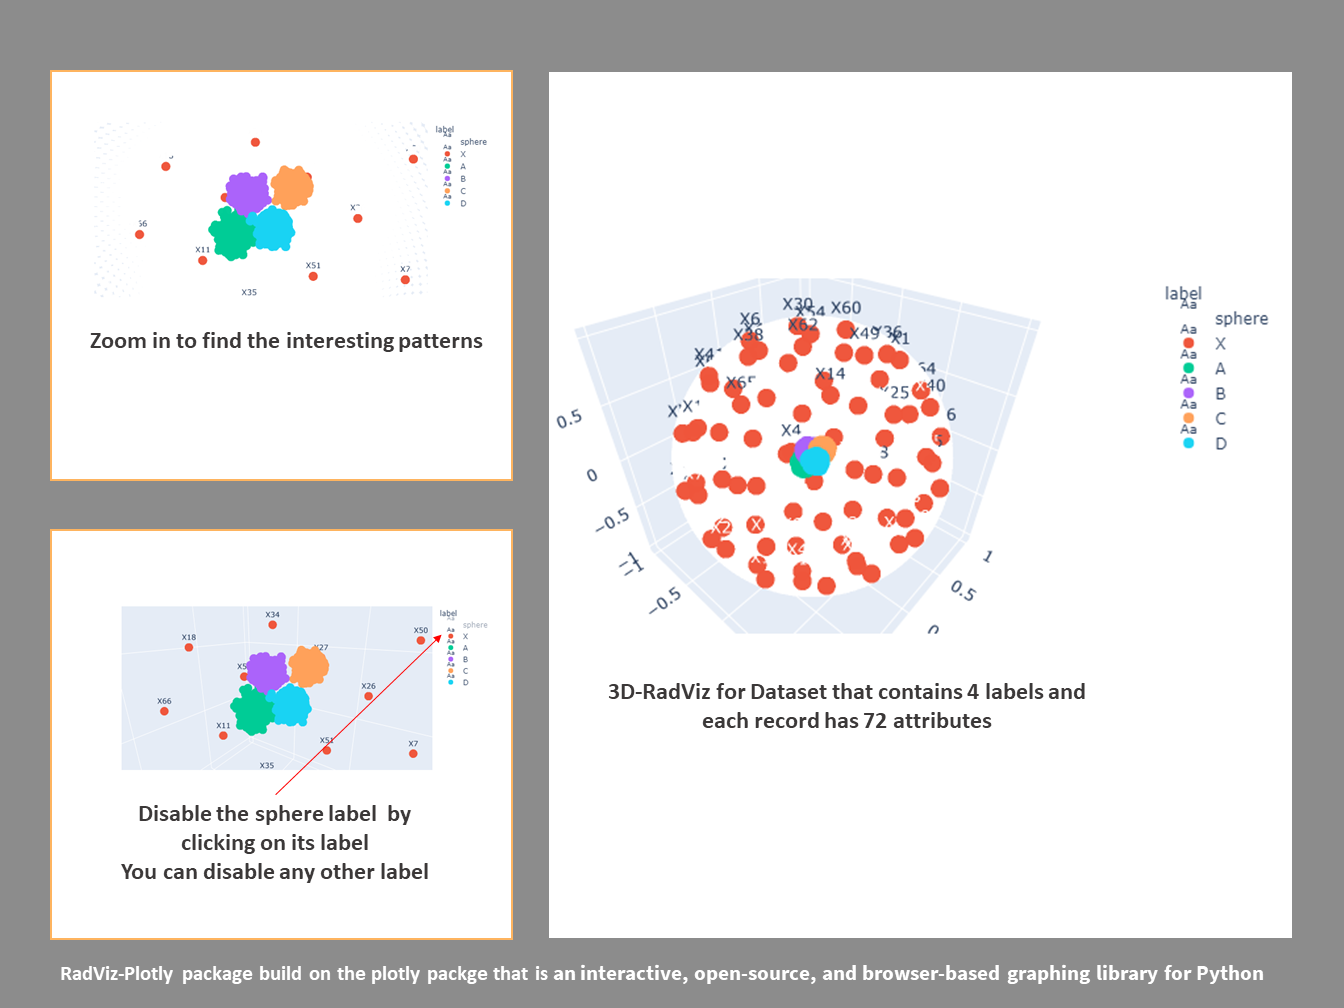 label
Aa
sphere
Aa
X
Aa
A
Aa
B
Aa
C
Aa
D
X11
X51
X7
X35
Zoom in to find the interesting patterns
label
Aa
sphere
Aa
X
Aa
A
Aa
B
Aa
C
Aa
D
X34
X18
X50
X27
X26
X66
X11
X51
X7
X35
Disable the sphere label by
clicking on its label
You can disable any other label
X30
X54
X60
X6
X62
X38
X49
X36
X1
X14
X65
X25
X4
0.5
0
−0.5
−1
−1
−0.5
0
0.5
1
label
Aa
sphere
Aa
X
Aa
A
Aa
B
Aa
C
Aa
D
3D-RadViz for Dataset that contains 4 labels and
each record has 72 attributes
RadViz-Plotly package build on the plotly packge that is an interactive, open-source, and browser-based graphing library for Python